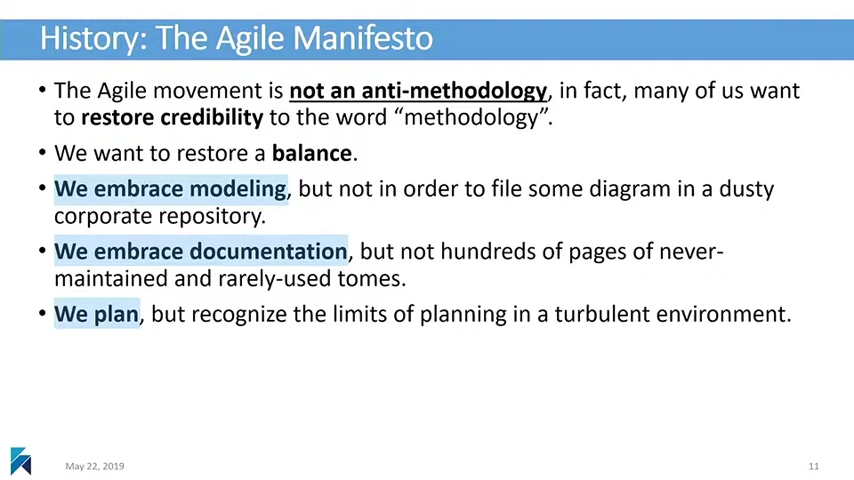 History: The Agile Manifesto
• The Agile movement is not an anti-methodology, in fact, many of us want
to restore credibility to the word “methodology”.
• We want to restore a balance.
• We embrace modeling, but not in order to file some diagram in a dusty
corporate repository.
• We embrace documentation, but not hundreds of pages of never-
maintained and rarely-used tomes.
• We plan, but recognize the limits of planning in a turbulent environment.
May 22, 2019
11